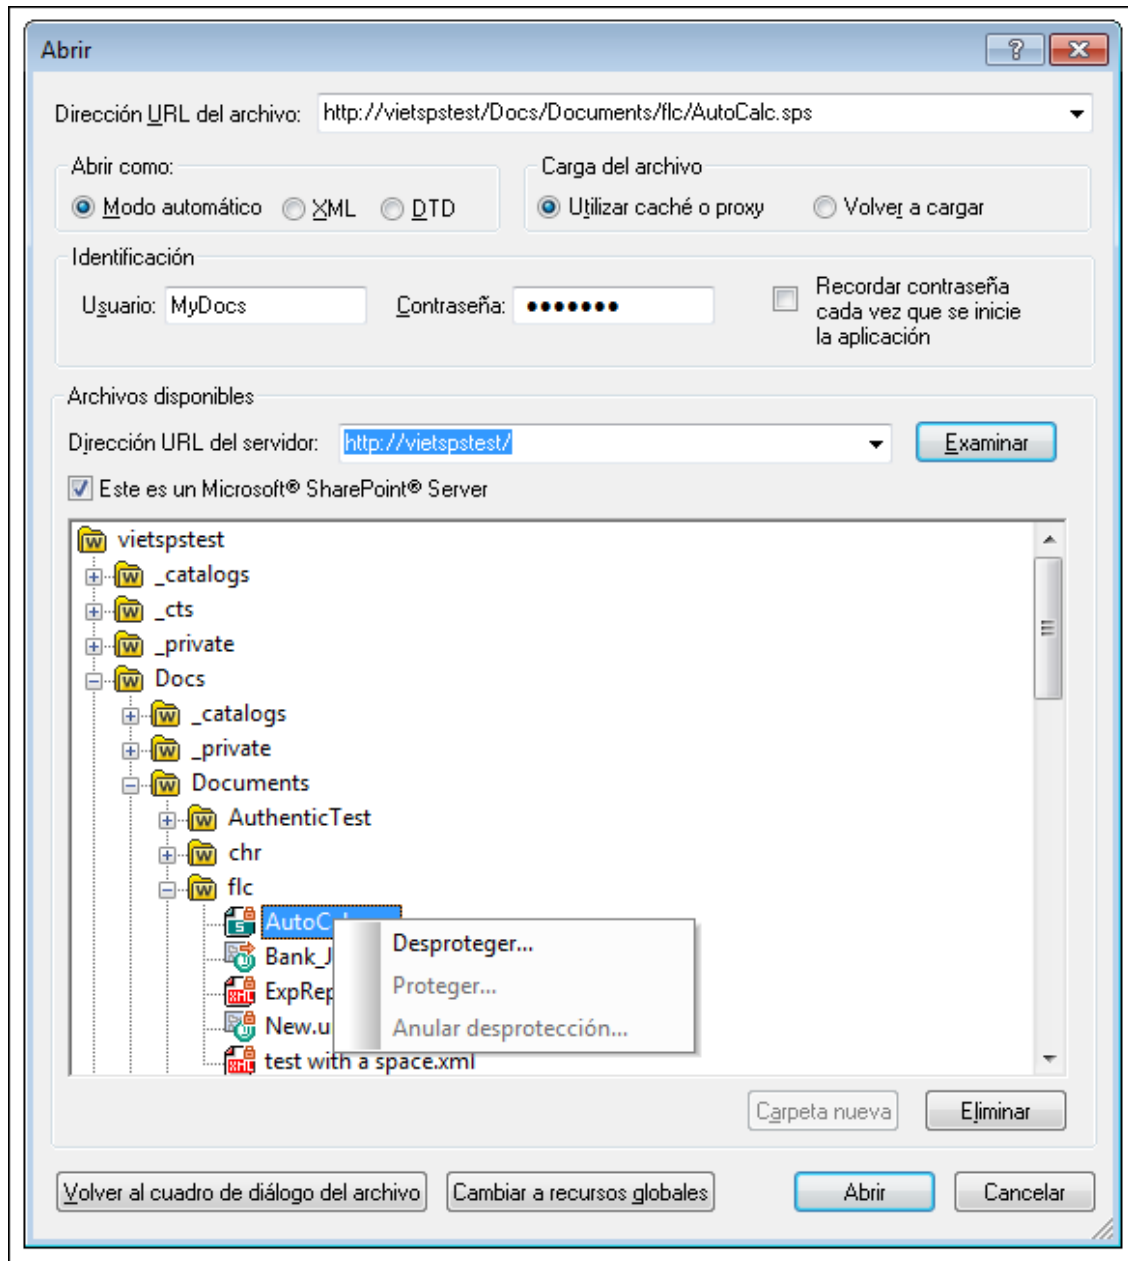 Abrir
Dirección URL del archivo: http://vietspstest/Docs/Documents/flc/AutoCalc.sps
Abrir como:
Modo automático XML DTD
Carga del archivo
Utilizar caché o proxy Volver a cargar
Identificación
Usuario: MyDocs Contraseña: ●●●●●●●
Recordar contraseña
cada vez que se inicie
la aplicación
Archivos disponibles
Dirección URL del servidor: http://vietspstest/ Examinar
Este es un Microsoft® SharePoint® Server
vietspstest
_catalogs
_cts
_private
Docs
_catalogs
_private
Documents
AuthenticTest
chr
flc
AutoC
Bank_J
ExpRep
New.u
test with a space.xml
Desproteger...
Proteger...
Anular desprotección...
Carpeta nueva Eliminar
Volver al cuadro de diálogo del archivo Cambiar a recursos globales Abrir Cancelar